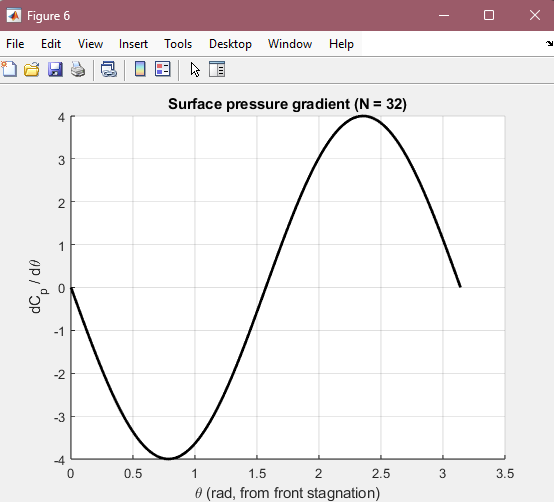 Figure 6
File Edit View Insert Tools Desktop Window Help
Surface pressure gradient (N = 32)
4
3
2
1
0
-1
-2
-3
-4
dCp / dθ
0 0.5 1 1.5 2 2.5 3 3.5
θ (rad, from front stagnation)